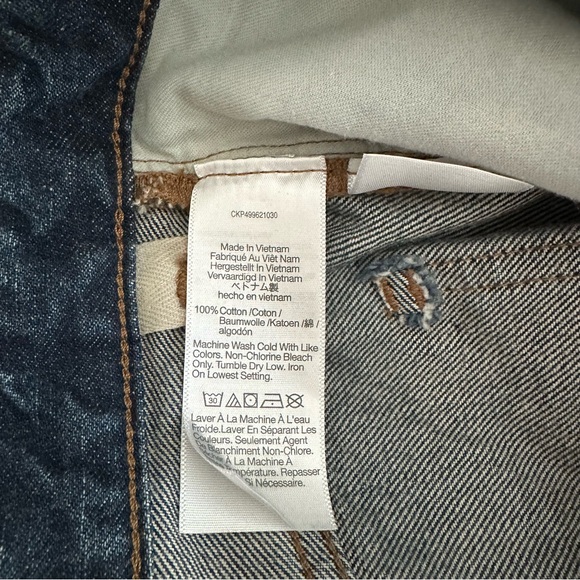 CKP499621030
Made In Vietnam
Fabriqué Au Viêt Nam
Hergestellt In Vietnam
Vervaardigd In Vietnam
ベトナム製
hecho en vietnam
100% Cotton /Coton /
Baumwolle /Katoen /綿 /
algodón
Machine Wash Cold With Like
Colors. Non-Chlorine Bleach
Only. Tumble Dry Low. Iron
On Lowest Setting.
30
Laver À La Machine À L'eau
Froide.Laver En Séparant Les
Couleurs. Seulement Agent
Blanchiment Non-Chlore.
À La Machine À
Repasser
Si Nécessaire.